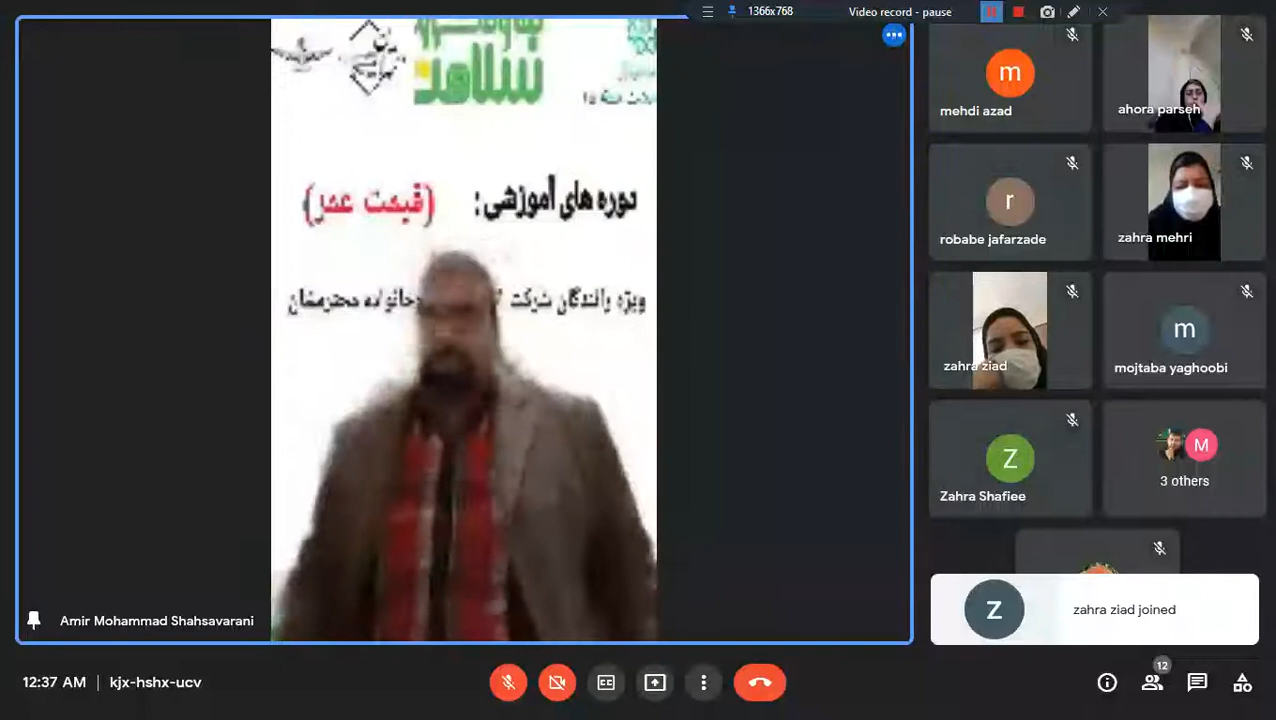 1366x768
Video record - pause
سلامت
دوره های آموزشی : (قیمت عمر)
ویژه رانندگان شرکت
خانواده محترمشان
Amir Mohammad Shahsavarani
m
mehdi azad
ahora parseh
r
robabe jafarzade
zahra mehri
zahra ziad
m
mojtaba yaghoobi
Z
Zahra Shafiee
M
3 others
Z
zahra ziad joined
12:37 AM | kjx-hshx-ucv
CC
12